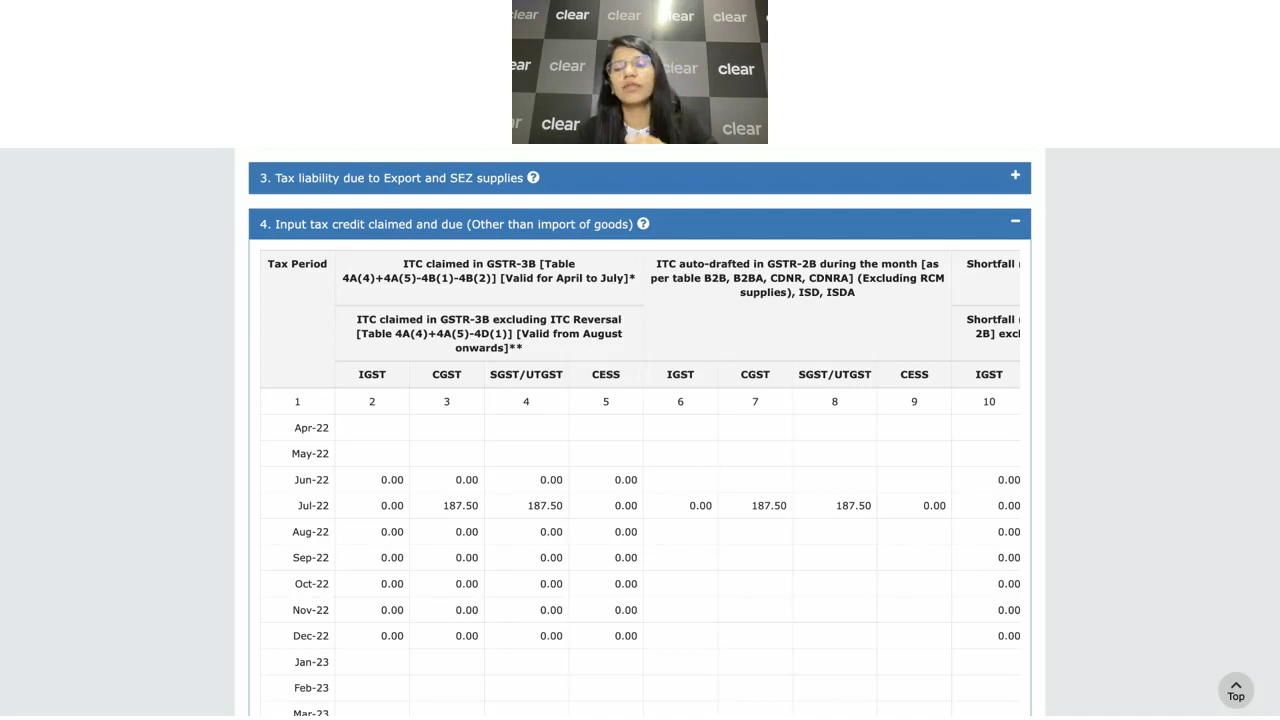 clear clear clear clear clear
ear clear clear clear
r clear clear
3. Tax liability due to Export and SEZ supplies ? +
4. Input tax credit claimed and due (Other than import of goods) ? −
Tax Period
ITC claimed in GSTR-3B [Table
4A(4)+4A(5)-4B(1)-4B(2)] [Valid for April to July]*
ITC auto-drafted in GSTR-2B during the month [as
per table B2B, B2BA, CDNR, CDNRA] (Excluding RCM
supplies), ISD, ISDA
Shortfall (
ITC claimed in GSTR-3B excluding ITC Reversal
[Table 4A(4)+4A(5)-4D(1)] [Valid from August
onwards]**
Shortfall (
2B] excl
IGST CGST SGST/UTGST CESS IGST CGST SGST/UTGST CESS IGST
1 2 3 4 5 6 7 8 9 10
Apr-22
May-22
Jun-22 0.00 0.00 0.00 0.00 0.00
Jul-22 0.00 187.50 187.50 0.00 0.00 187.50 187.50 0.00 0.00
Aug-22 0.00 0.00 0.00 0.00 0.00
Sep-22 0.00 0.00 0.00 0.00 0.00
Oct-22 0.00 0.00 0.00 0.00 0.00
Nov-22 0.00 0.00 0.00 0.00 0.00
Dec-22 0.00 0.00 0.00 0.00 0.00
Jan-23
Feb-23
Mar-23
Top